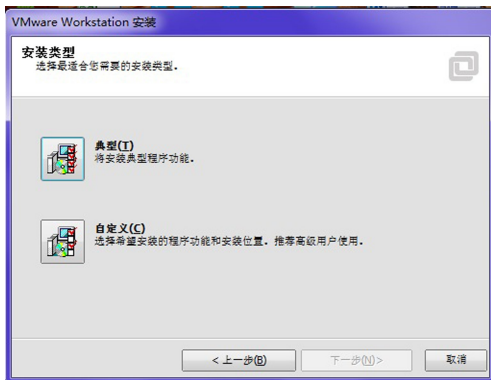 VMware Workstation 安装
安装类型
选择最适合您需要的安装类型。
典型(T)
将安装典型程序功能。
自定义(C)
选择希望安装的程序功能和安装位置。推荐高级用户使用。
< 上一步(B)
下一步(N) >
取消